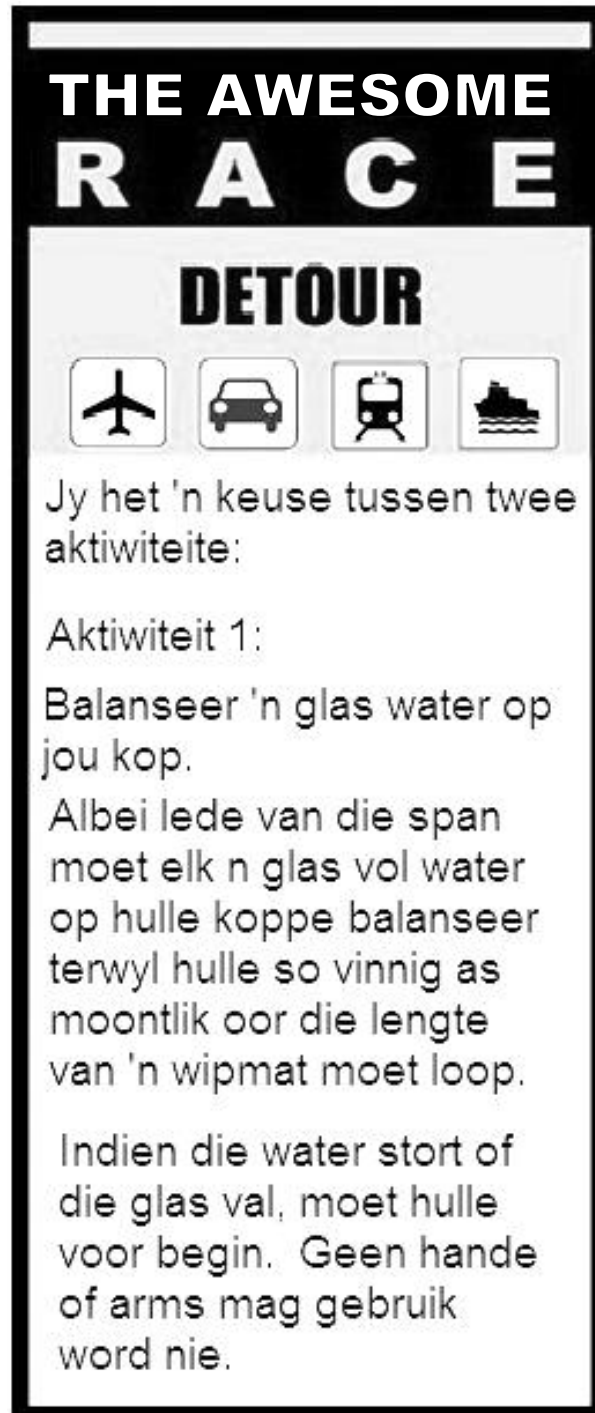 THE AWESOME
RACE
DETOUR
Jy het 'n keuse tussen twee
aktiwiteite:
Aktiwiteit 1:
Balanseer 'n glas water op
jou kop.
Albei lede van die span
moet elk n glas vol water
op hulle koppe balanseer
terwyl hulle so vinnig as
moontlik oor die lengte
van 'n wipmat moet loop.
Indien die water stort of
die glas val, moet hulle
voor begin.  Geen hande
of arms mag gebruik
word nie.